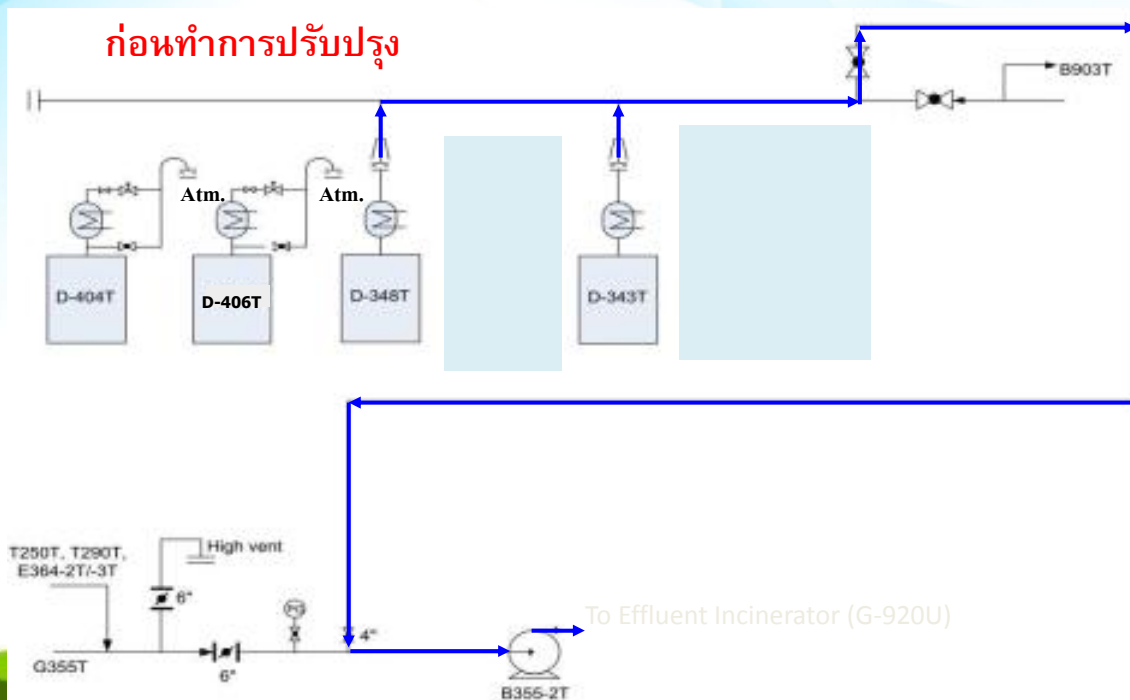 ก่อนทำการปรับปรุง
B903T
Atm.
Atm.
D-404T
D-406T
D-348T
D-343T
T250T, T290T,
E364-2T/-3T
High vent
6"
PG
To Effluent Incinerator (G-920U)
4"
G355T
6"
B355-2T